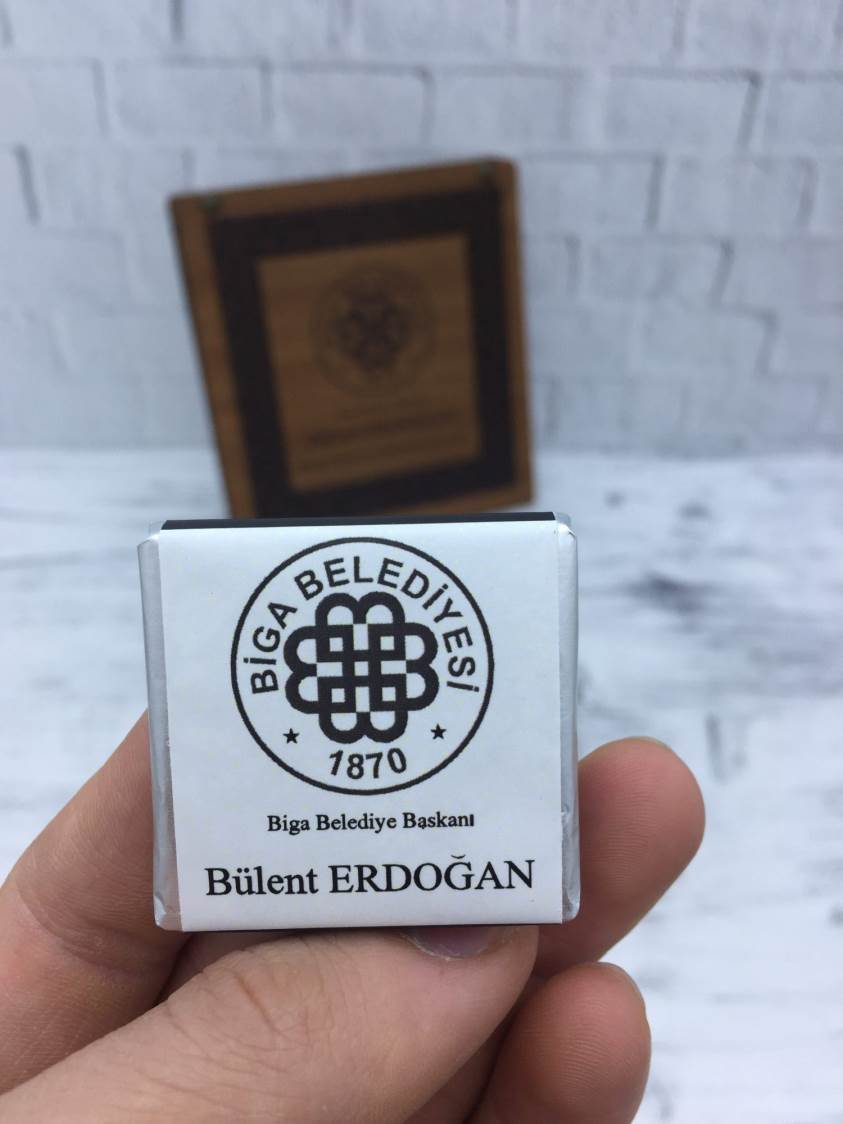 BİGA BELEDİYESİ
1870
Biga Belediye Başkanı
Bülent ERDOĞAN